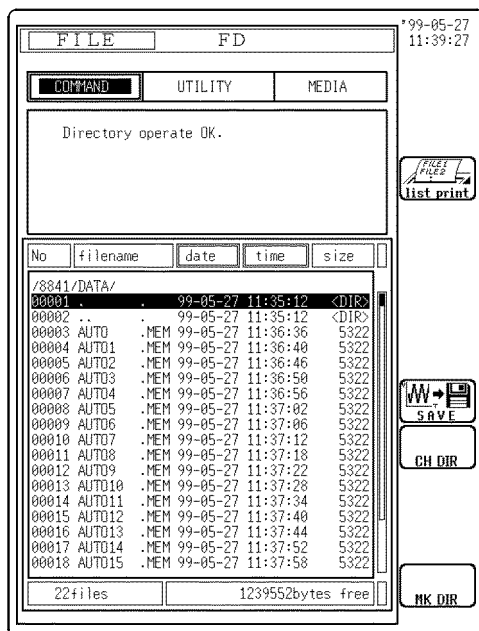 '99-05-27
11:39:27
FILE FD
COMMAND UTILITY MEDIA
Directory operate OK.
FILE1
FILE2
list print
No filename date time size
/8841/DATA/
00001 . . 99-05-27 11:35:12 <DIR>
00002 .. . 99-05-27 11:35:12 <DIR>
00003 AUTO .MEM 99-05-27 11:36:36 5322
00004 AUTO1 .MEM 99-05-27 11:36:40 5322
00005 AUTO2 .MEM 99-05-27 11:36:46 5322
00006 AUTO3 .MEM 99-05-27 11:36:50 5322
00007 AUTO4 .MEM 99-05-27 11:36:56 5322
00008 AUTO5 .MEM 99-05-27 11:37:02 5322
00009 AUTO6 .MEM 99-05-27 11:37:06 5322
00010 AUTO7 .MEM 99-05-27 11:37:12 5322
00011 AUTO8 .MEM 99-05-27 11:37:18 5322
00012 AUTO9 .MEM 99-05-27 11:37:22 5322
00013 AUTO10 .MEM 99-05-27 11:37:28 5322
00014 AUTO11 .MEM 99-05-27 11:37:34 5322
00015 AUTO12 .MEM 99-05-27 11:37:40 5322
00016 AUTO13 .MEM 99-05-27 11:37:44 5322
00017 AUTO14 .MEM 99-05-27 11:37:52 5322
00018 AUTO15 .MEM 99-05-27 11:37:58 5322
SAVE
CH DIR
22files 1239552bytes free
MK DIR